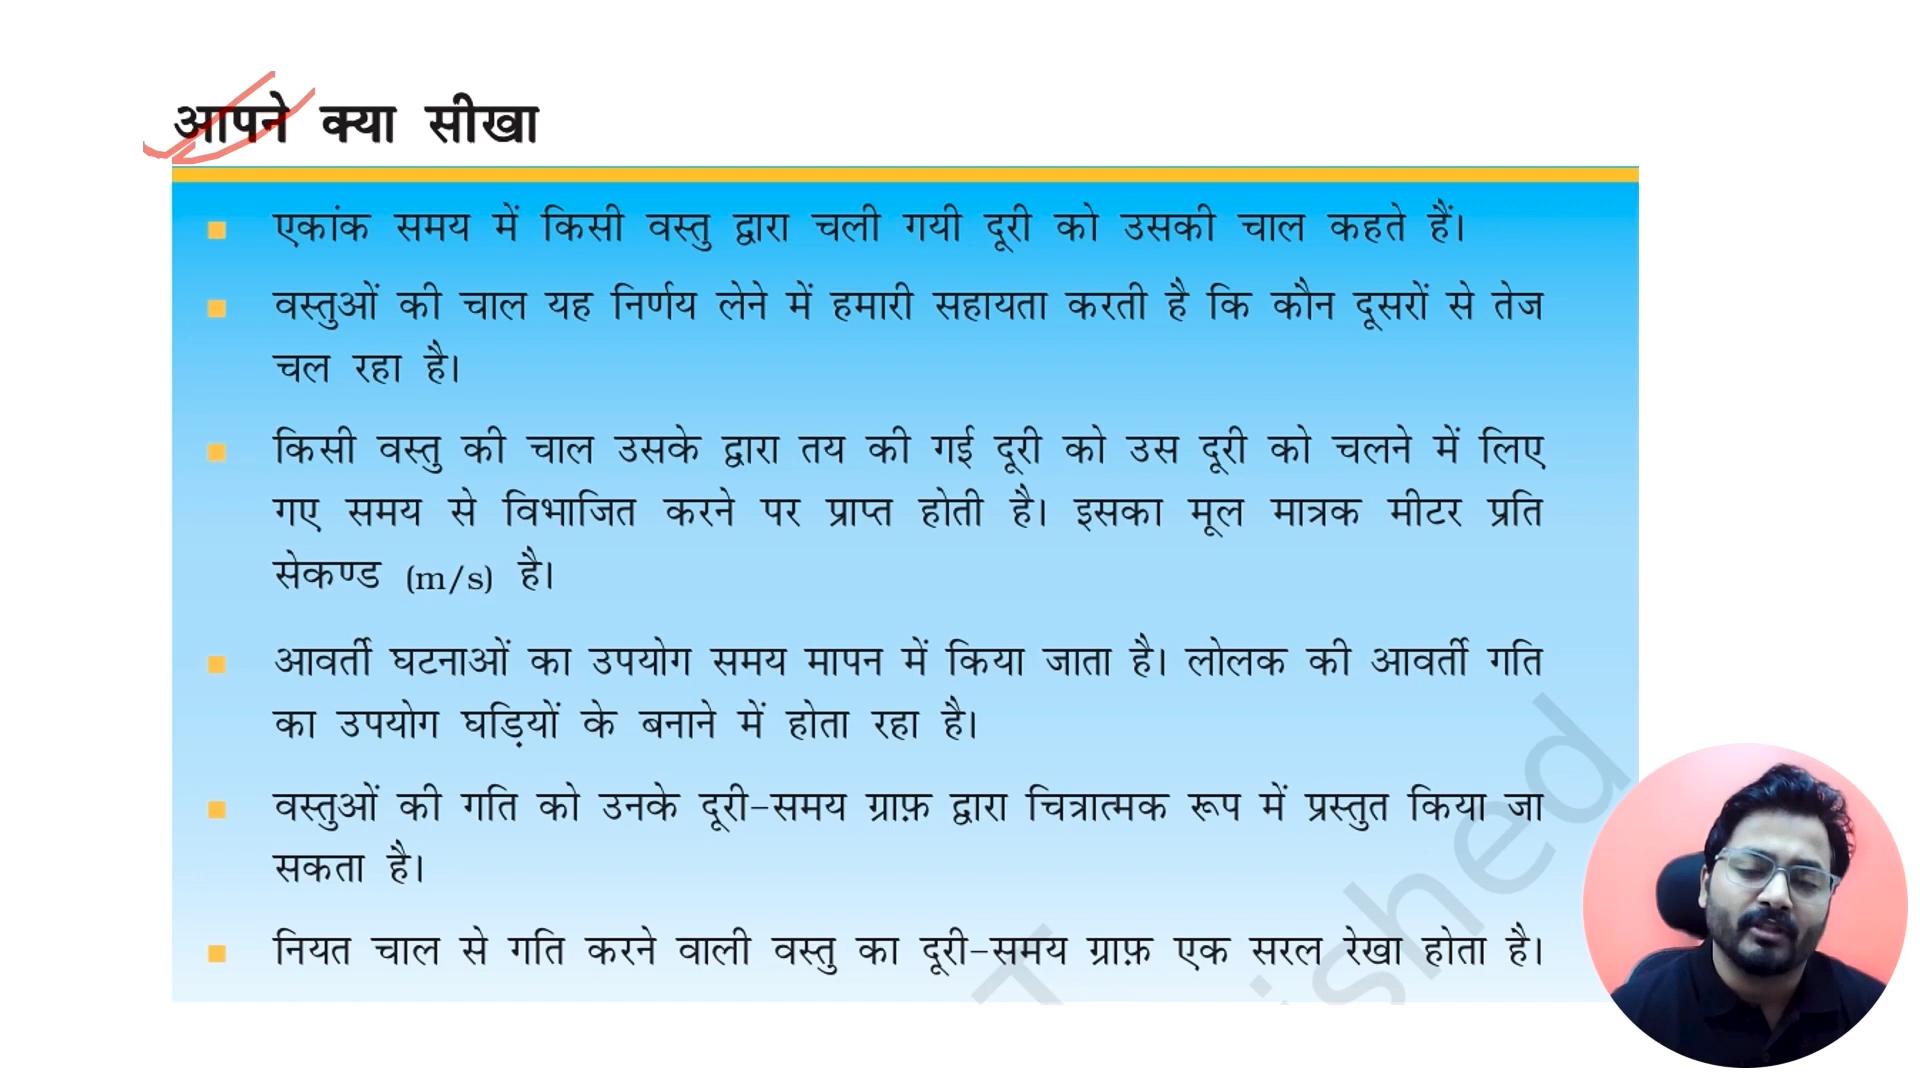 आपने क्या सीखा
एकांक समय में किसी वस्तु द्वारा चली गयी दूरी को उसकी चाल कहते हैं।
वस्तुओं की चाल यह निर्णय लेने में हमारी सहायता करती है कि कौन दूसरों से तेज
चल रहा है।
किसी वस्तु की चाल उसके द्वारा तय की गई दूरी को उस दूरी को चलने में लिए
गए समय से विभाजित करने पर प्राप्त होती है। इसका मूल मात्रक मीटर प्रति
सेकण्ड (m/s) है।
आवर्ती घटनाओं का उपयोग समय मापन में किया जाता है। लोलक की आवर्ती गति
का उपयोग घड़ियों के बनाने में होता रहा है।
वस्तुओं की गति को उनके दूरी-समय ग्राफ़ द्वारा चित्रात्मक रूप में प्रस्तुत किया जा
सकता है।
नियत चाल से गति करने वाली वस्तु का दूरी-समय ग्राफ़ एक सरल रेखा होता है।